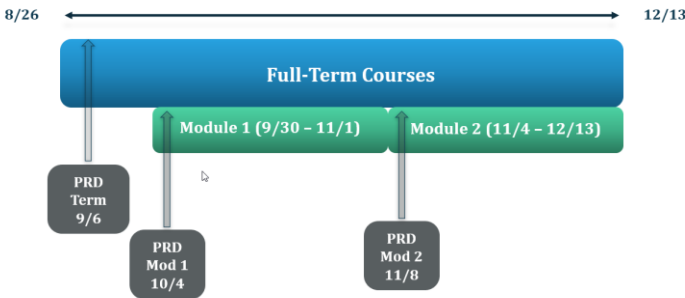 8/26
12/13
Full-Term Courses
Module 1 (9/30 – 11/1)
Module 2 (11/4 – 12/13)
PRD
Term
9/6
PRD
Mod 1
10/4
PRD
Mod 2
11/8